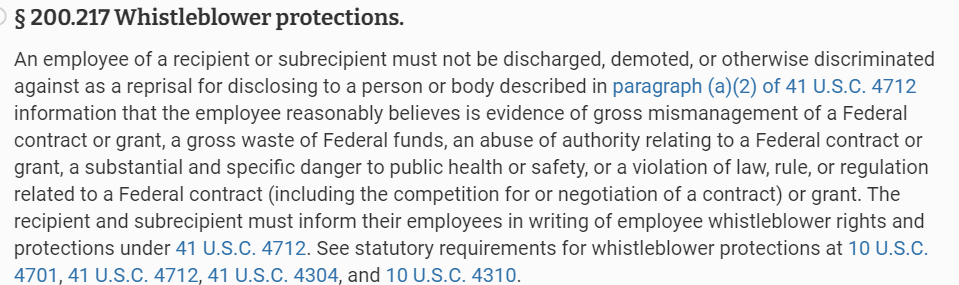 § 200.217 Whistleblower protections.
An employee of a recipient or subrecipient must not be discharged, demoted, or otherwise discriminated
against as a reprisal for disclosing to a person or body described in paragraph (a)(2) of 41 U.S.C. 4712
information that the employee reasonably believes is evidence of gross mismanagement of a Federal
contract or grant, a gross waste of Federal funds, an abuse of authority relating to a Federal contract or
grant, a substantial and specific danger to public health or safety, or a violation of law, rule, or regulation
related to a Federal contract (including the competition for or negotiation of a contract) or grant. The
recipient and subrecipient must inform their employees in writing of employee whistleblower rights and
protections under 41 U.S.C. 4712. See statutory requirements for whistleblower protections at 10 U.S.C.
4701, 41 U.S.C. 4712, 41 U.S.C. 4304, and 10 U.S.C. 4310.